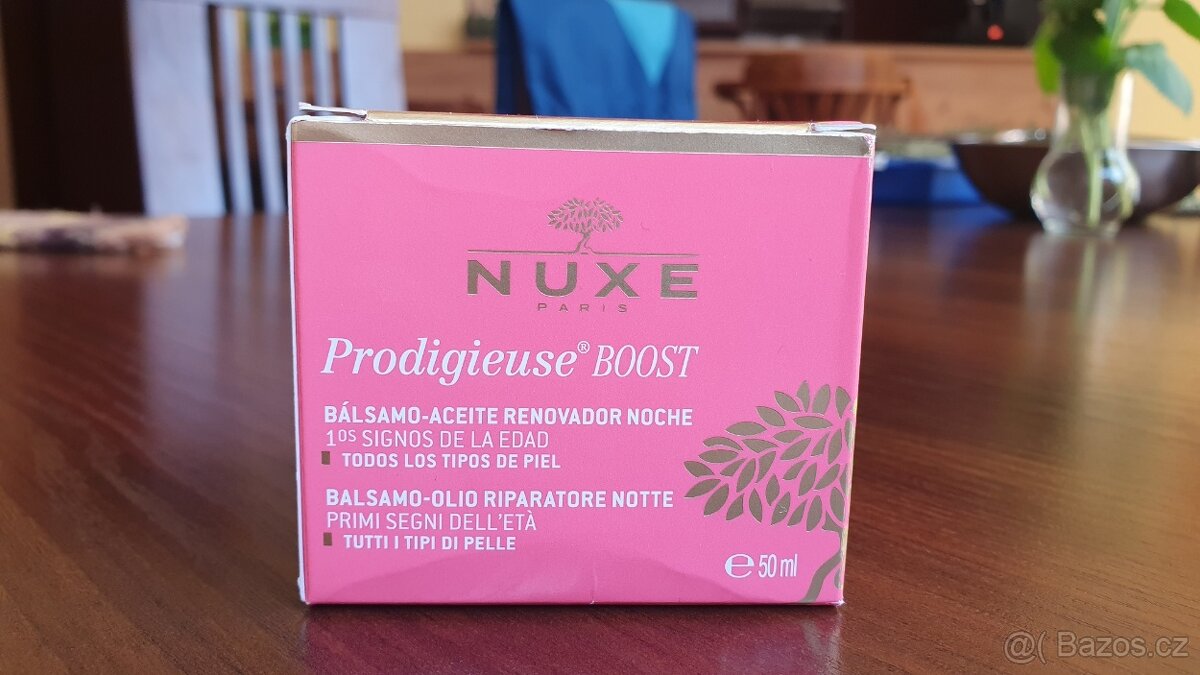 NUXE
PARIS
Prodigieuse® BOOST
BÁLSAMO-ACEITE RENOVADOR NOCHE
1OS SIGNOS DE LA EDAD
TODOS LOS TIPOS DE PIEL
BALSAMO-OLIO RIPARATORE NOTTE
PRIMI SEGNI DELL'ETÀ
TUTTI I TIPI DI PELLE
℮ 50 ml
@( Bazos.cz